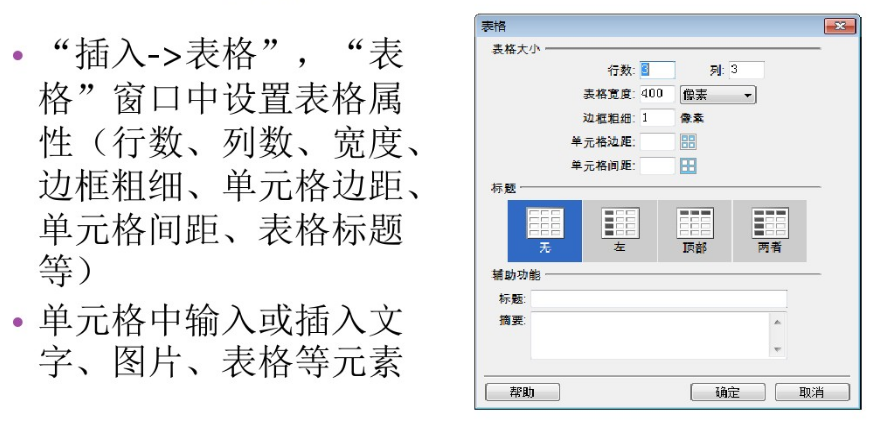 • “插入->表格”，“表
格”窗口中设置表格属
性（行数、列数、宽度、
边框粗细、单元格边距、
单元格间距、表格标题
等）
• 单元格中输入或插入文
字、图片、表格等元素
表格
表格大小
行数: 3 列: 3
表格宽度: 400 像素
边框粗细: 1 像素
单元格边距:
单元格间距:
标题
无 左 顶部 两者
辅助功能
标题:
摘要:
帮助 确定 取消